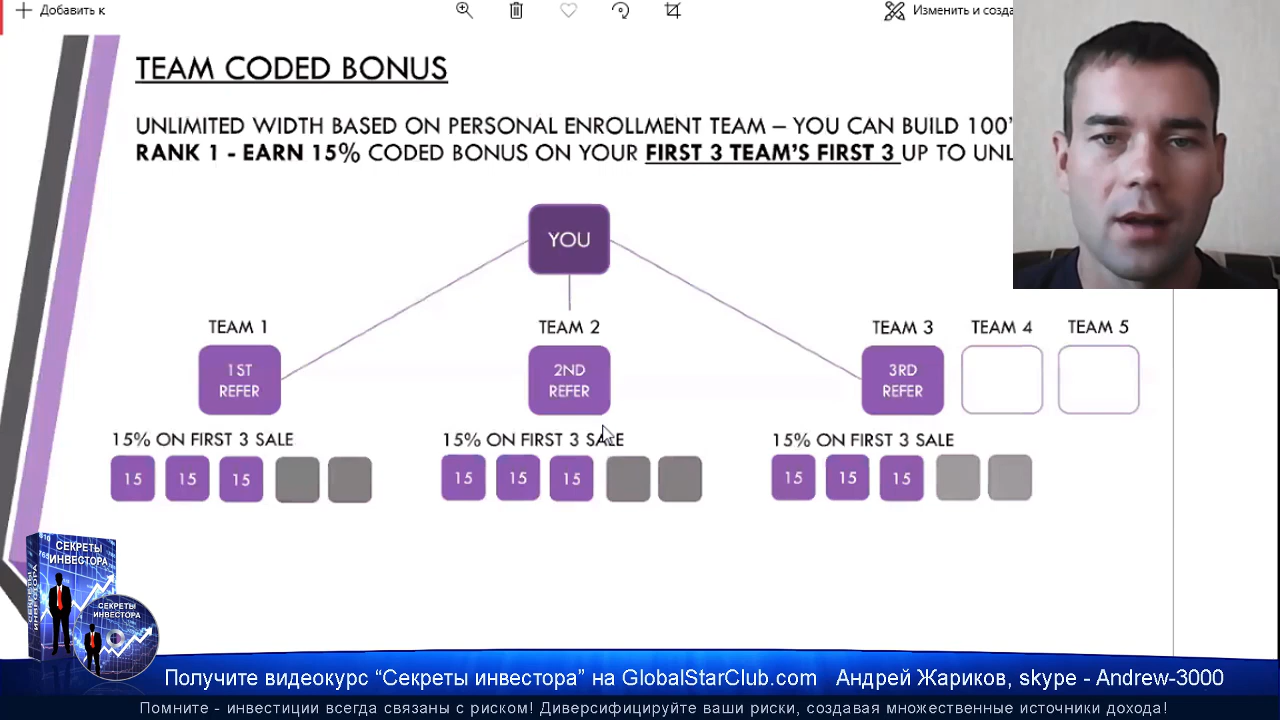 Добавить к
Изменить и созда
TEAM CODED BONUS
UNLIMITED WIDTH BASED ON PERSONAL ENROLLMENT TEAM – YOU CAN BUILD 100'
RANK 1 - EARN 15% CODED BONUS ON YOUR FIRST 3 TEAM'S FIRST 3 UP TO UNL
YOU
TEAM 1 TEAM 2 TEAM 3 TEAM 4 TEAM 5
1ST REFER
2ND REFER
3RD REFER
15% ON FIRST 3 SALE 15% ON FIRST 3 SALE 15% ON FIRST 3 SALE
15 15 15 15 15 15 15 15 15
СЕКРЕТЫ
ИНВЕСТОРА
СЕКРЕТЫ
ИНВЕСТОРА
СЕКРЕТЫ
ИНВЕСТОРА
Получите видеокурс “Секреты инвестора” на GlobalStarClub.com Андрей Жариков, skype - Andrew-3000
Помните - инвестиции всегда связаны с риском! Диверсифицируйте ваши риски, создавая множественные источники дохода!